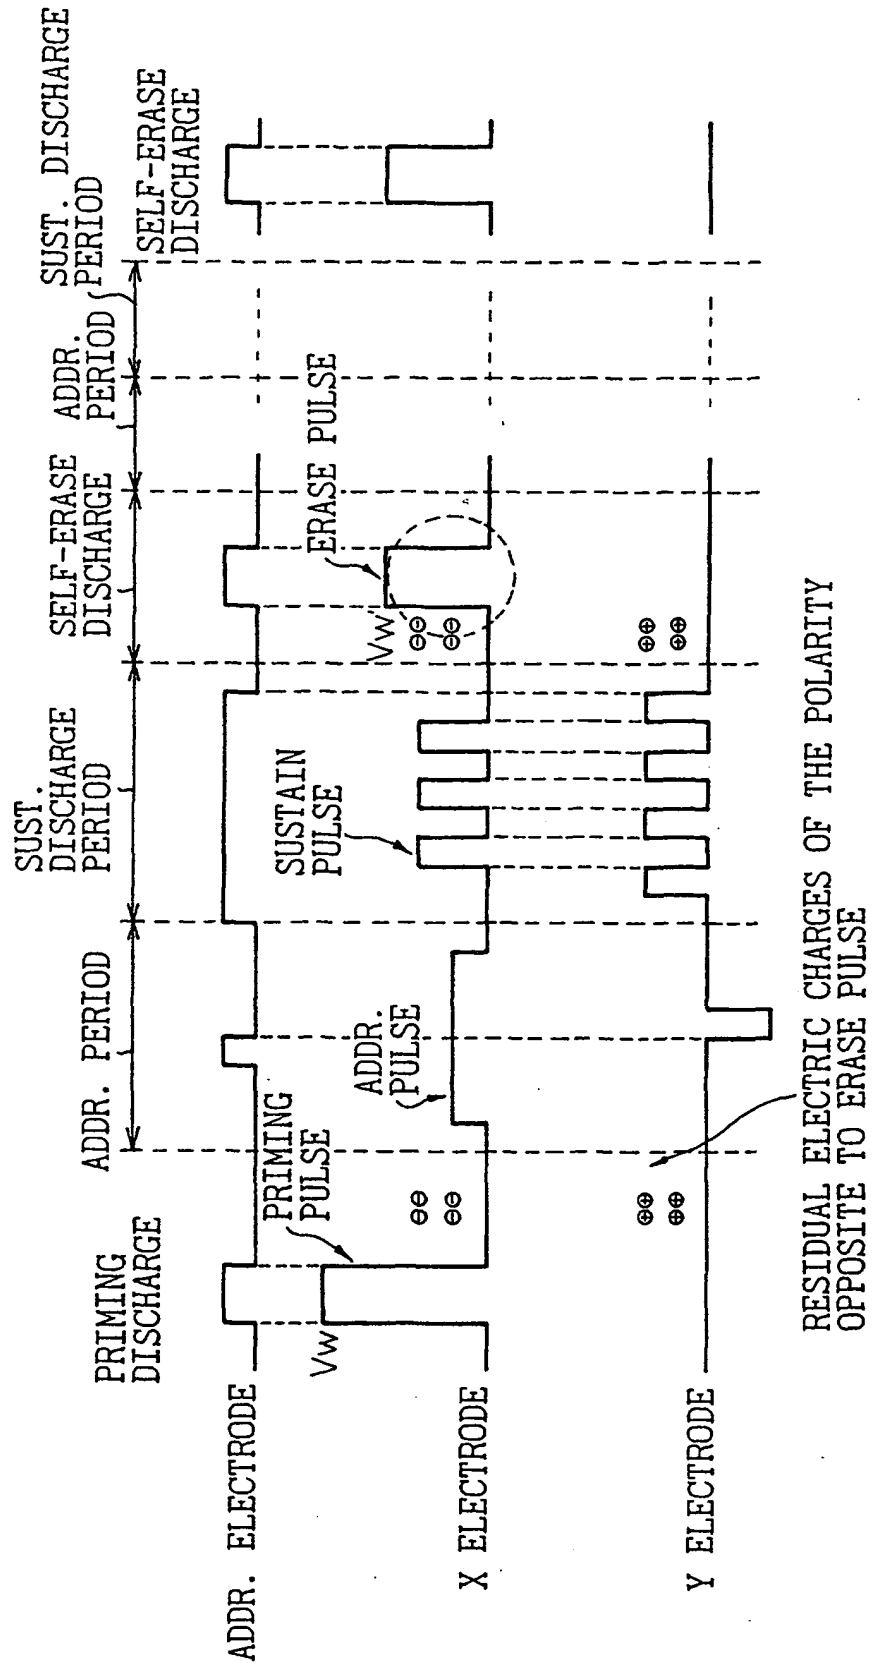 PRIMING
DISCHARGE
ADDR. PERIOD
SUST.
DISCHARGE
PERIOD
SELF-ERASE
DISCHARGE
ADDR.
PERIOD
SUST. DISCHARGE
PERIOD
SELF-ERASE
DISCHARGE
ADDR. ELECTRODE
Vw
PRIMING
PULSE
ADDR.
PULSE
SUSTAIN
PULSE
Vw
ERASE PULSE
X ELECTRODE
⊖⊖
⊖⊖
⊖⊖
⊖⊖
Y ELECTRODE
⊕⊕
⊕⊕
⊕⊕
⊕⊕
RESIDUAL ELECTRIC CHARGES OF THE POLARITY
OPPOSITE TO ERASE PULSE